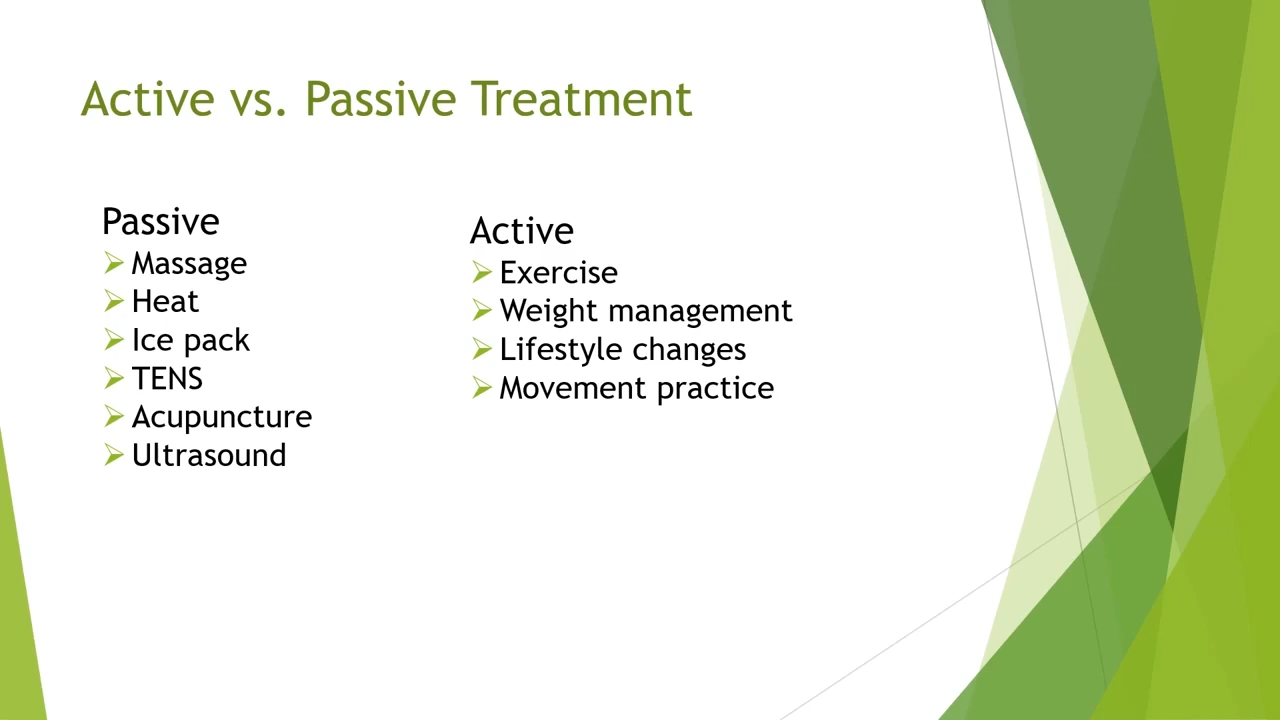 Active vs. Passive Treatment
Passive
Massage
Heat
Ice pack
TENS
Acupuncture
Ultrasound
Active
Exercise
Weight management
Lifestyle changes
Movement practice